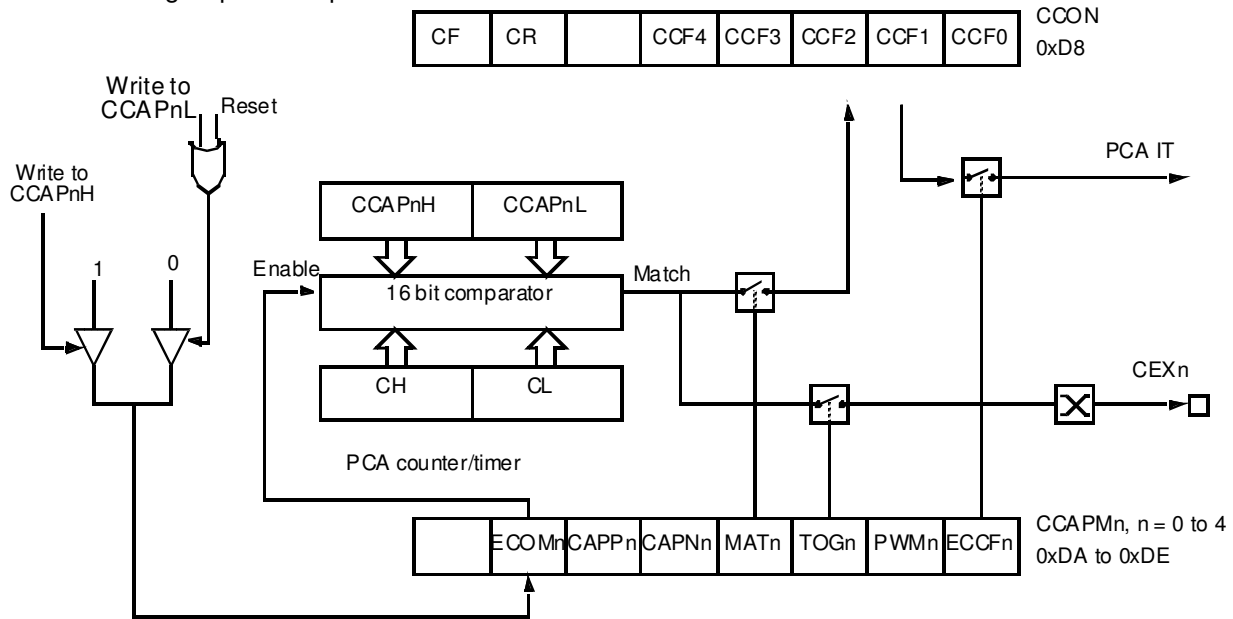 CF CR CCF4 CCF3 CCF2 CCF1 CCF0
CCON
0xD8
Write to
CCAPnL
Reset
Write to
CCAPnH
PCA IT
CCAPnH CCAPnL
1
0
Enable
16 bit comparator
Match
CH CL
CEXn
PCA counter/timer
ECOMn CAPPn CAPNn MATn TOGn PWMn ECCFn
CCAPMn, n = 0 to 4
0xDA to 0xDE